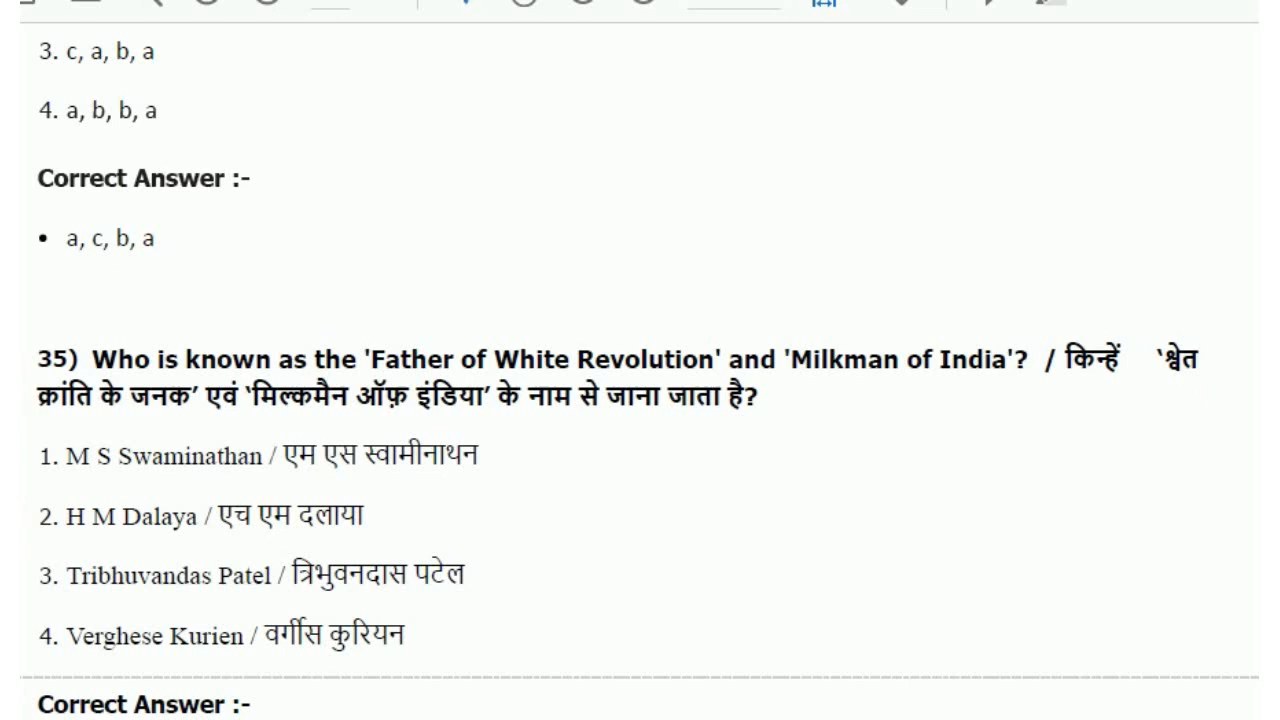 3. c, a, b, a
4. a, b, b, a
Correct Answer :-
• a, c, b, a
35) Who is known as the 'Father of White Revolution' and 'Milkman of India'? / किन्हें ‘श्वेत
क्रांति के जनक’ एवं ‘मिल्कमैन ऑफ़ इंडिया’ के नाम से जाना जाता है?
1. M S Swaminathan / एम एस स्वामीनाथन
2. H M Dalaya / एच एम दलाया
3. Tribhuvandas Patel / त्रिभुवनदास पटेल
4. Verghese Kurien / वर्गीस कुरियन
Correct Answer :-